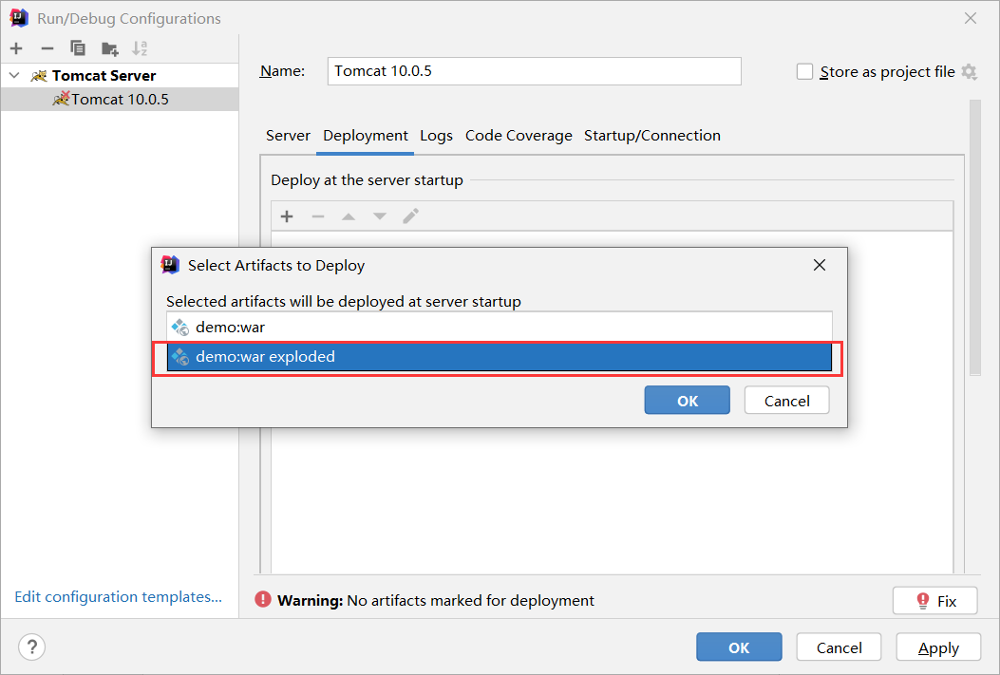 Run/Debug Configurations
Tomcat Server
Tomcat 10.0.5
Name:
Tomcat 10.0.5
Store as project file
Server Deployment Logs Code Coverage Startup/Connection
Deploy at the server startup
Select Artifacts to Deploy
Selected artifacts will be deployed at server startup
demo:war
demo:war exploded
OK Cancel
Edit configuration templates...
Warning: No artifacts marked for deployment
Fix
?
OK Cancel Apply